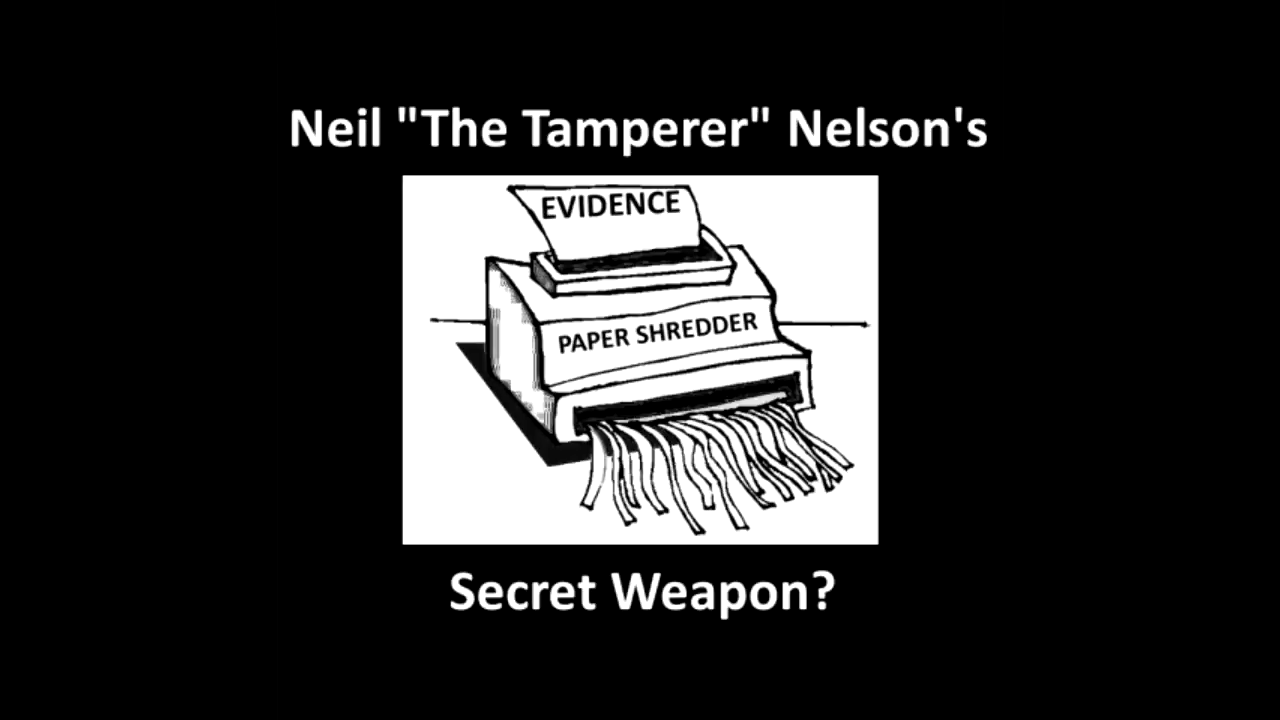 Neil "The Tamperer" Nelson's
EVIDENCE
PAPER SHREDDER
Secret Weapon?